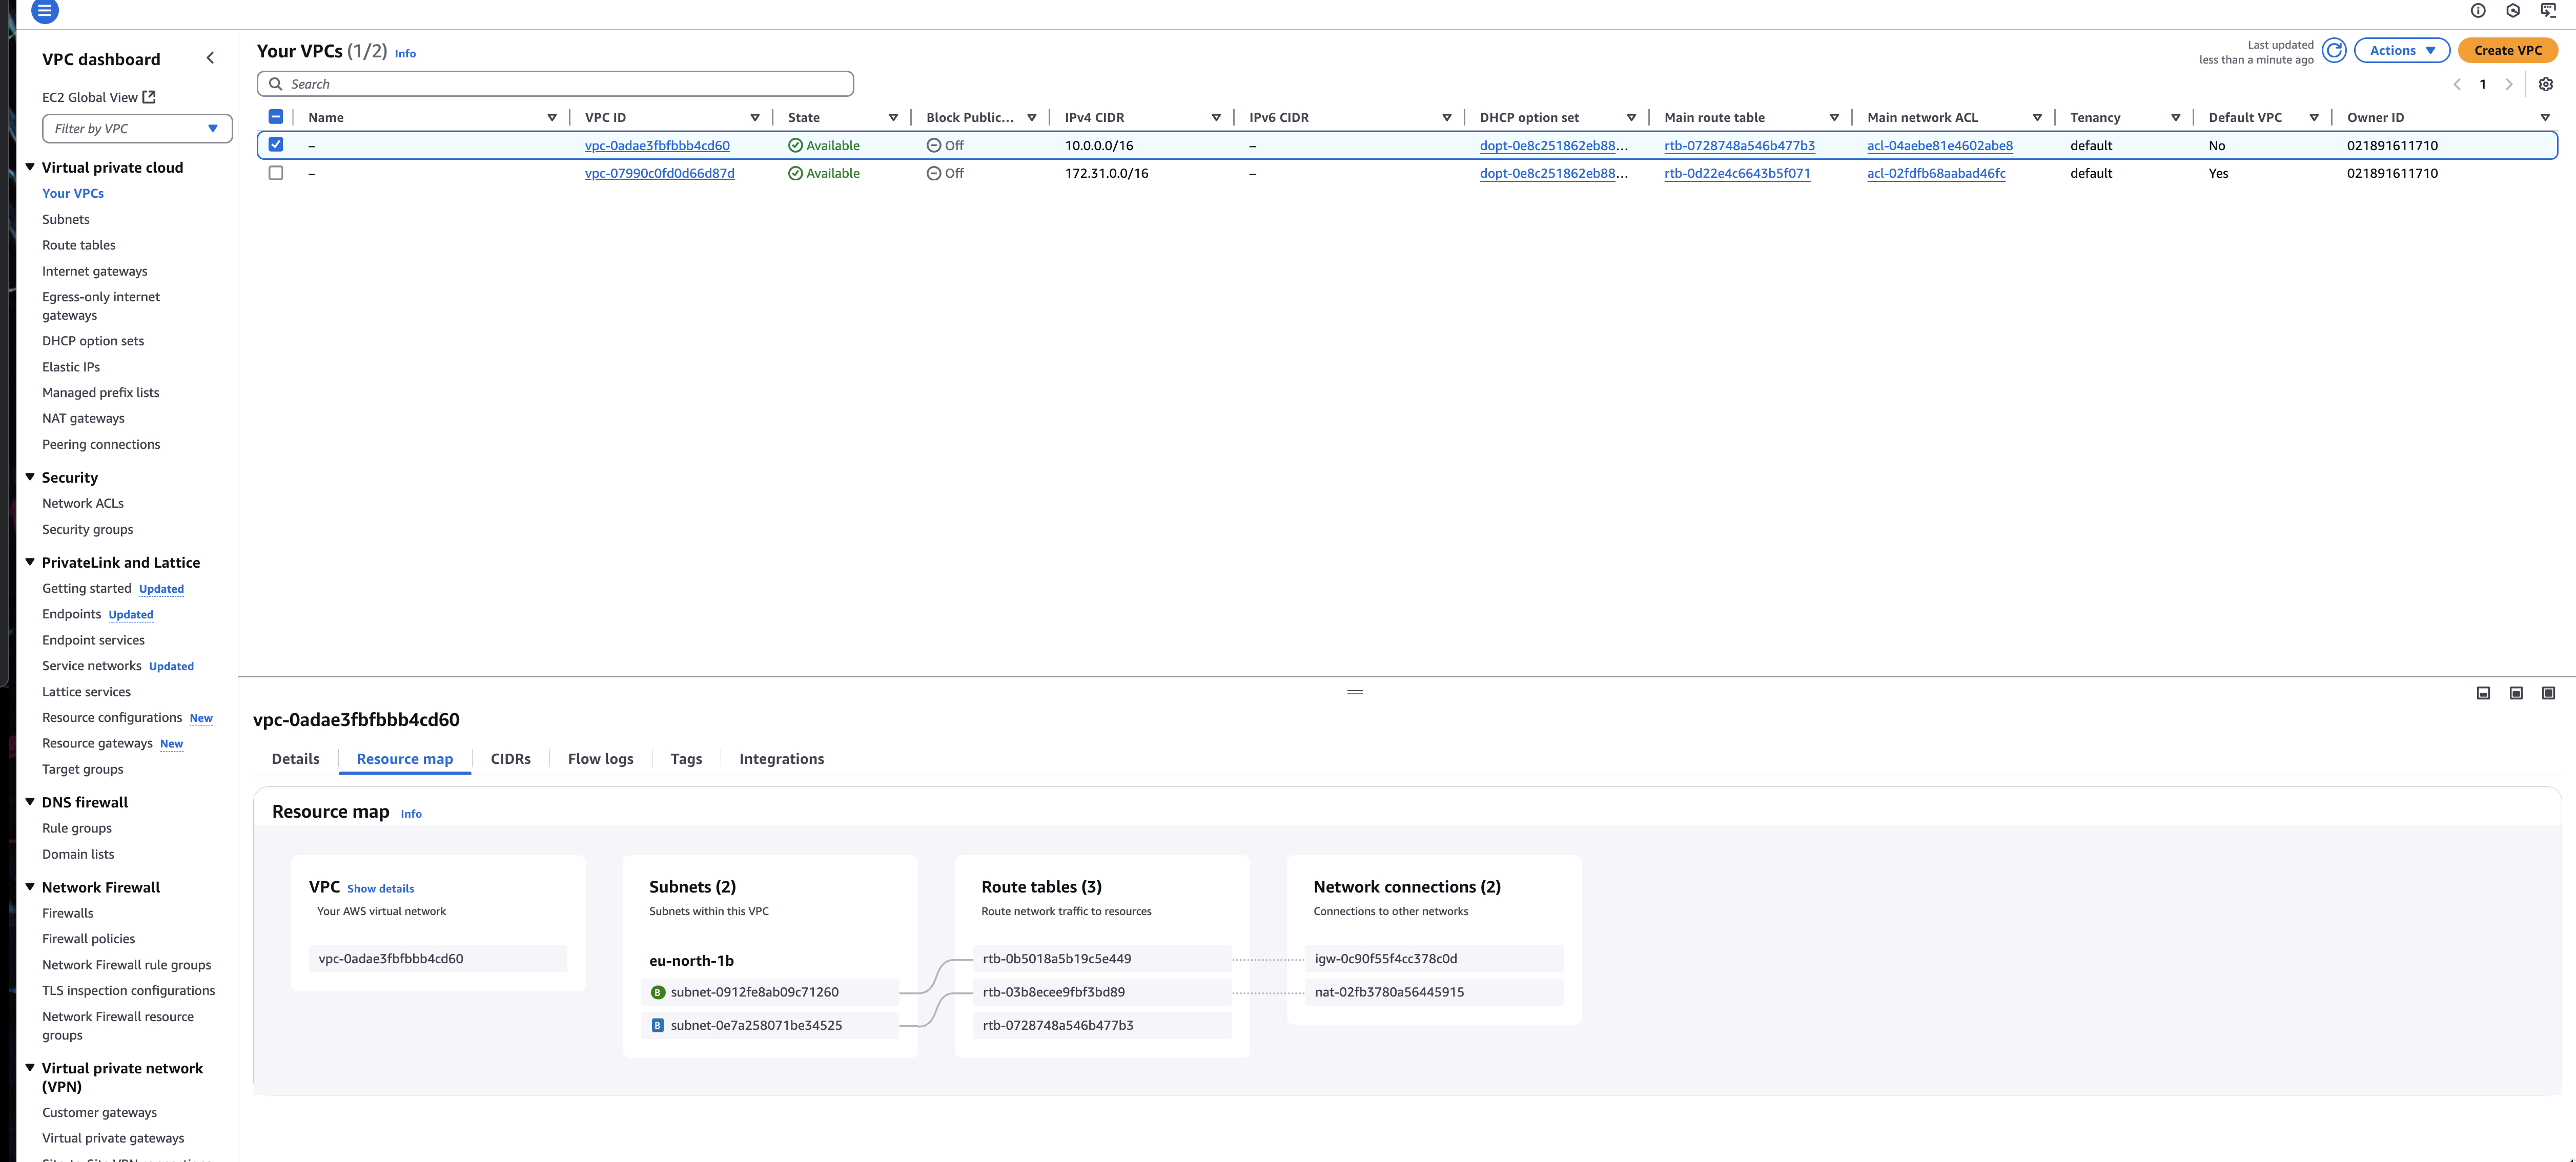 VPC dashboard
EC2 Global View
Filter by VPC
Virtual private cloud
Your VPCs
Subnets
Route tables
Internet gateways
Egress-only internet
gateways
DHCP option sets
Elastic IPs
Managed prefix lists
NAT gateways
Peering connections
Security
Network ACLs
Security groups
PrivateLink and Lattice
Getting started Updated
Endpoints Updated
Endpoint services
Service networks Updated
Lattice services
Resource configurations New
Resource gateways New
Target groups
DNS firewall
Rule groups
Domain lists
Network Firewall
Firewalls
Firewall policies
Network Firewall rule groups
TLS inspection configurations
Network Firewall resource
groups
Virtual private network
(VPN)
Customer gateways
Virtual private gateways
Your VPCs (1/2) Info
Last updated
less than a minute ago
Actions
Create VPC
Search
1
Name VPC ID State Block Public... IPv4 CIDR IPv6 CIDR DHCP option set Main route table Main network ACL Tenancy Default VPC Owner ID
– vpc-0adae3fbfbbb4cd60 Available Off 10.0.0.0/16 – dopt-0e8c251862eb88... rtb-0728748a546b477b3 acl-04aebe81e4602abe8 default No 021891611710
– vpc-07990c0fd0d66d87d Available Off 172.31.0.0/16 – dopt-0e8c251862eb88... rtb-0d22e4c6643b5f071 acl-02fdfb68aabad46fc default Yes 021891611710
vpc-0adae3fbfbbb4cd60
Details Resource map CIDRs Flow logs Tags Integrations
Resource map Info
VPC Show details
Your AWS virtual network
vpc-0adae3fbfbbb4cd60
Subnets (2)
Subnets within this VPC
eu-north-1b
B subnet-0912fe8ab09c71260
B subnet-0e7a258071be34525
Route tables (3)
Route network traffic to resources
rtb-0b5018a5b19c5e449
rtb-03b8ecee9fbf3bd89
rtb-0728748a546b477b3
Network connections (2)
Connections to other networks
igw-0c90f55f4cc378c0d
nat-02fb3780a56445915